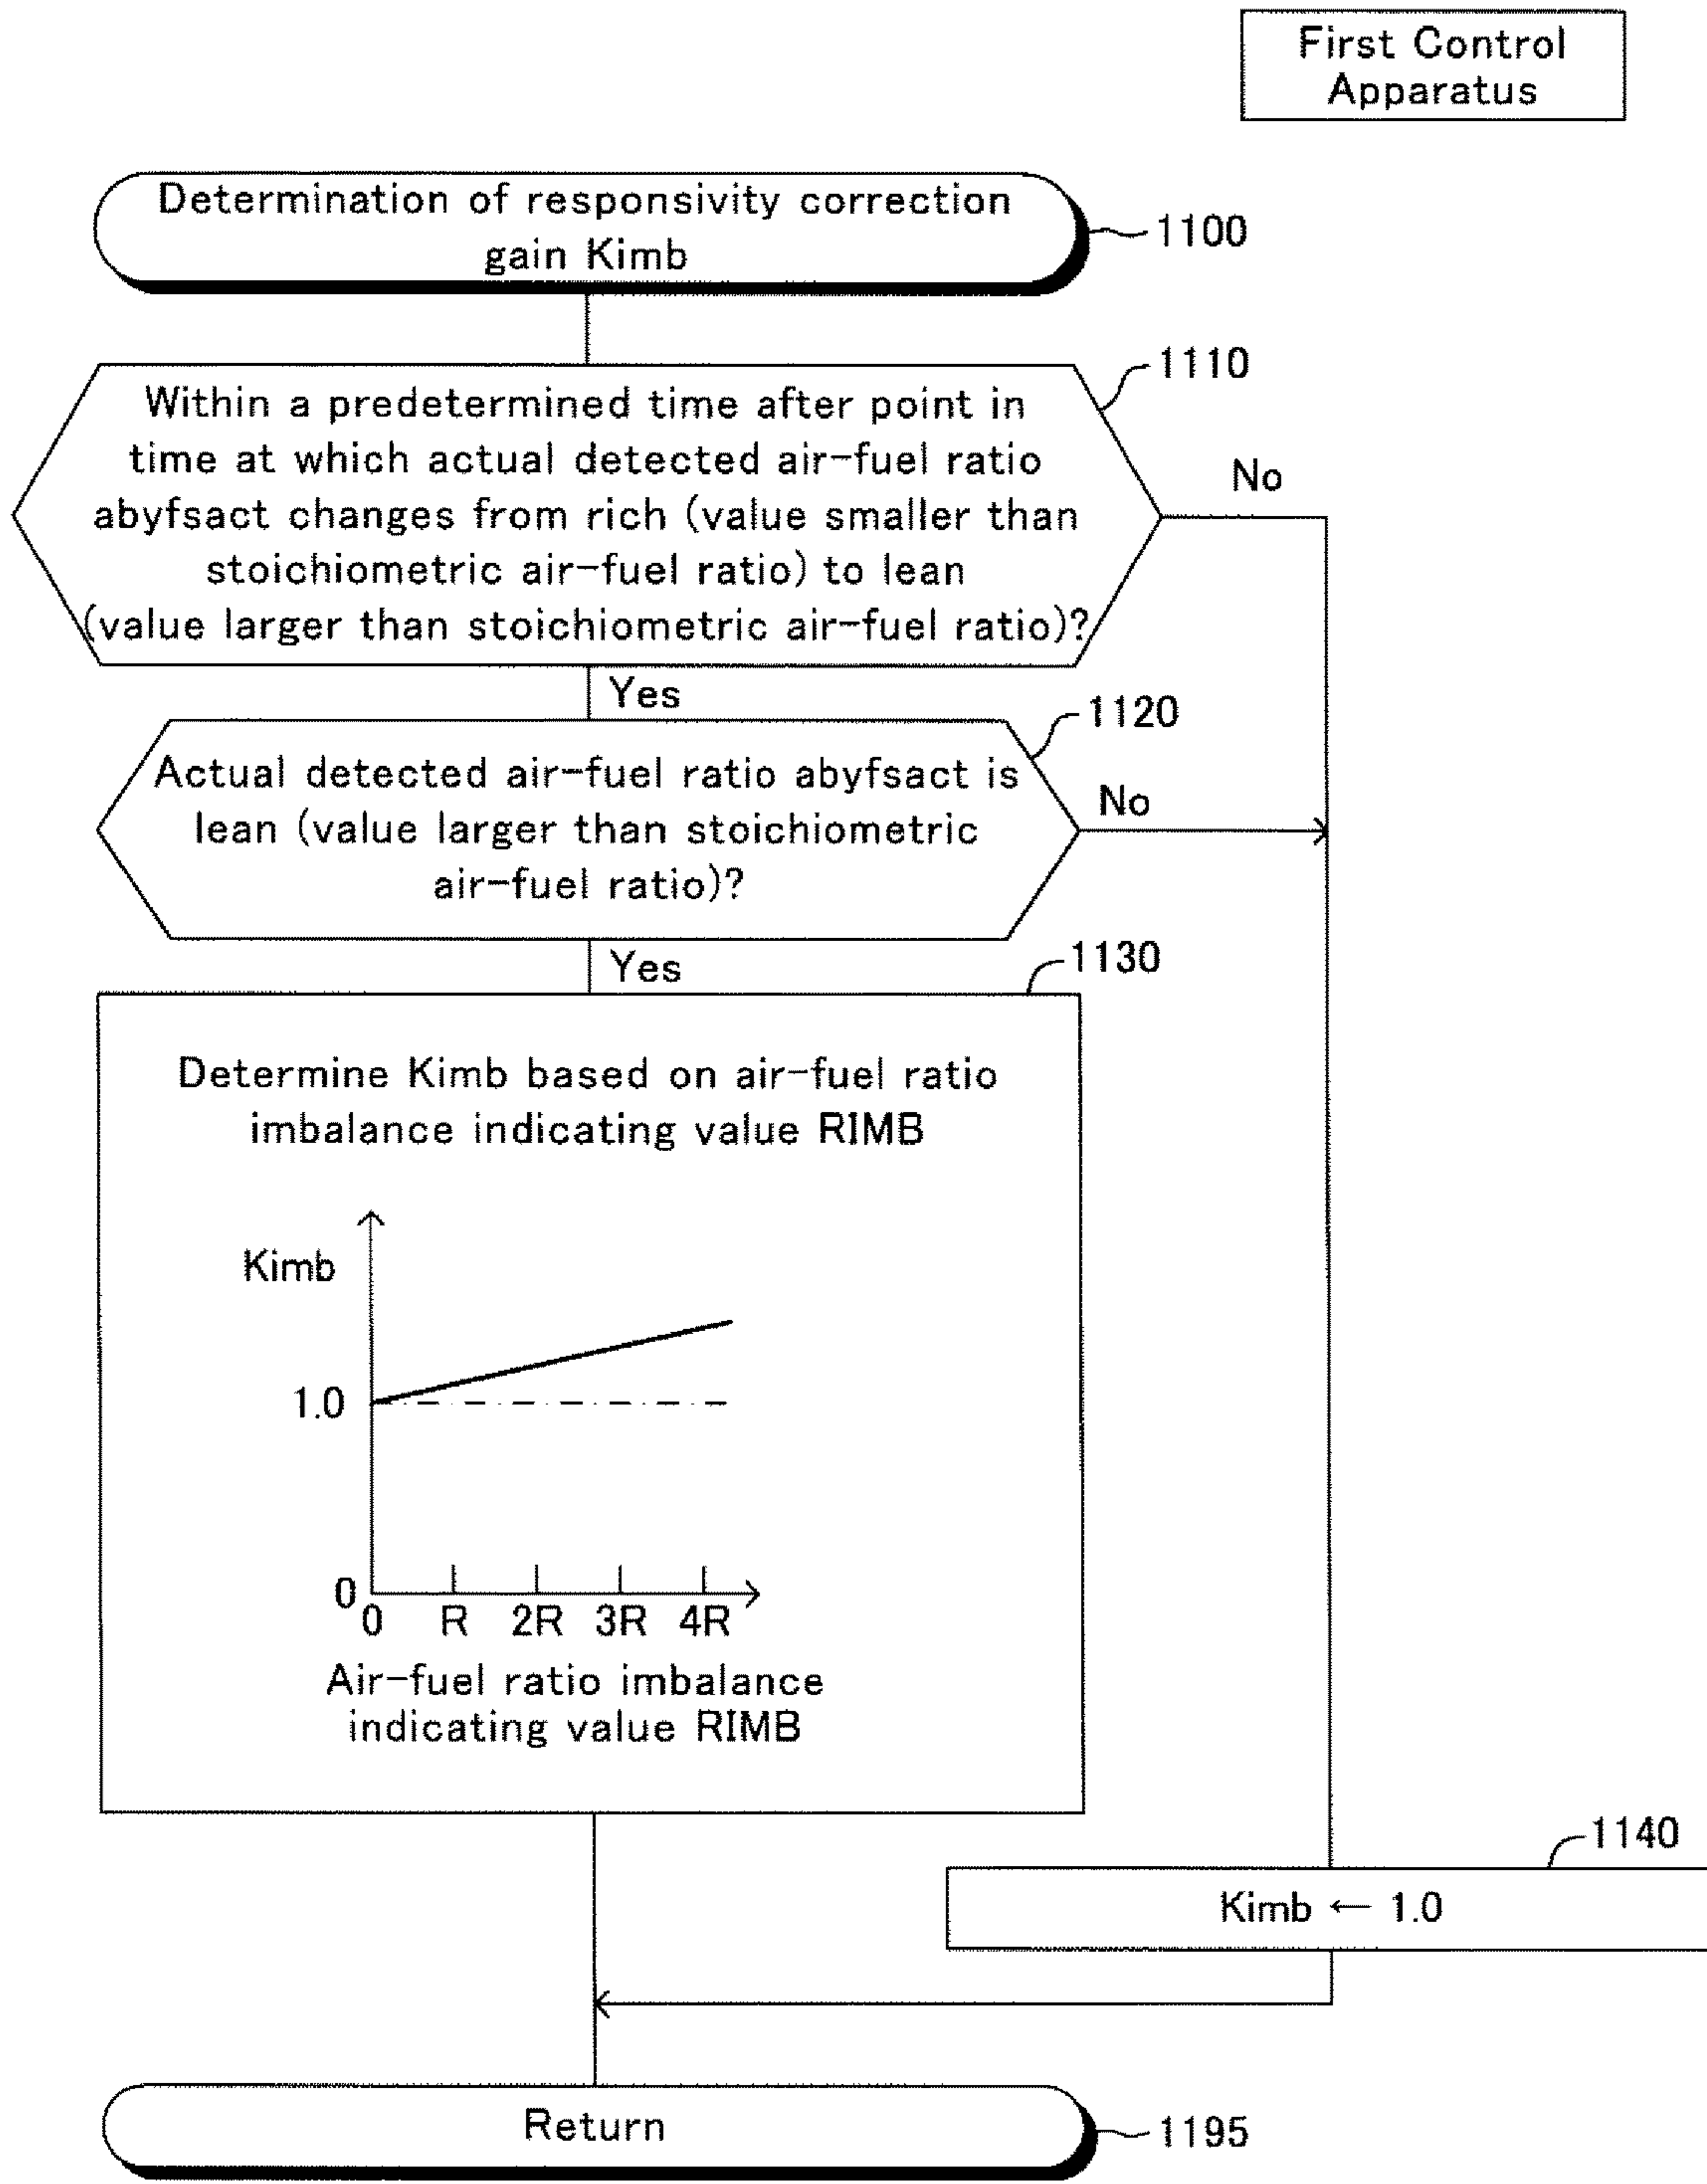 First Control
Apparatus
Determination of responsivity correction
gain Kimb
1100
1110
Within a predetermined time after point in
time at which actual detected air-fuel ratio
abyfsact changes from rich (value smaller than
stoichiometric air-fuel ratio) to lean
(value larger than stoichiometric air-fuel ratio)?
No
Yes
1120
Actual detected air-fuel ratio abyfsact is
lean (value larger than stoichiometric
air-fuel ratio)?
No
Yes
1130
Determine Kimb based on air-fuel ratio
imbalance indicating value RIMB
Kimb
1.0
0
0 R 2R 3R 4R
Air-fuel ratio imbalance
indicating value RIMB
1140
Kimb ← 1.0
Return
1195